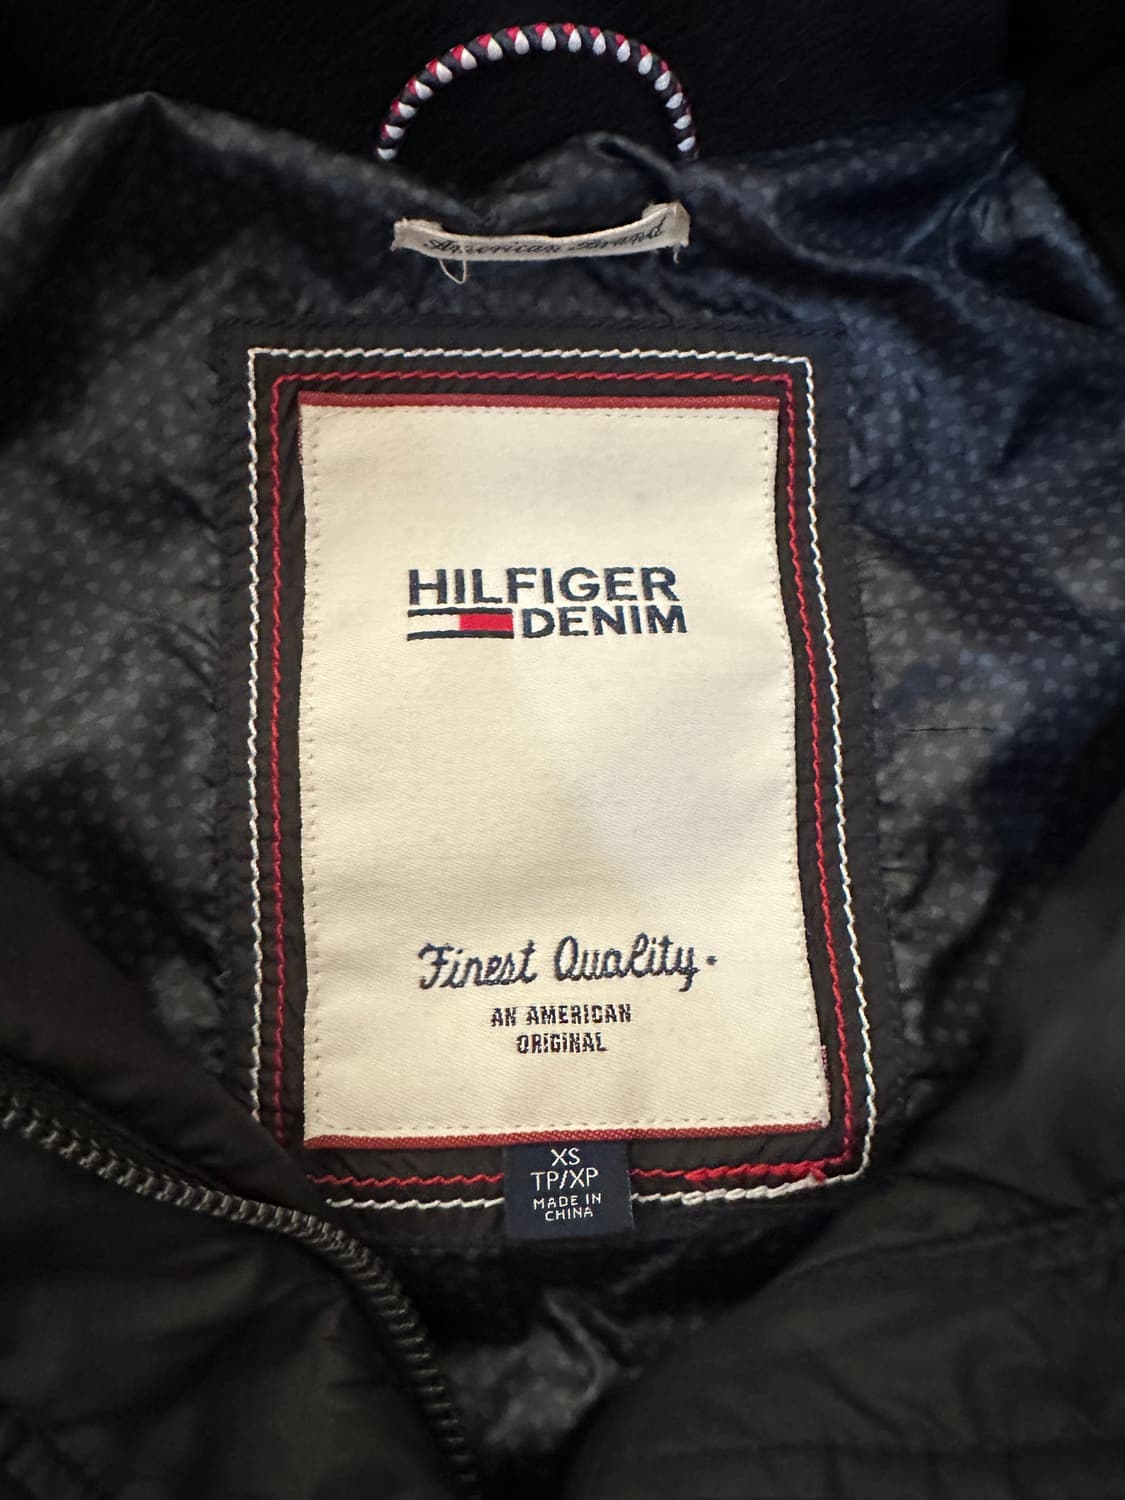 American Brand
HILFIGER
DENIM
Finest Quality.
AN AMERICAN
ORIGINAL
XS
TP/XP
MADE IN
CHINA